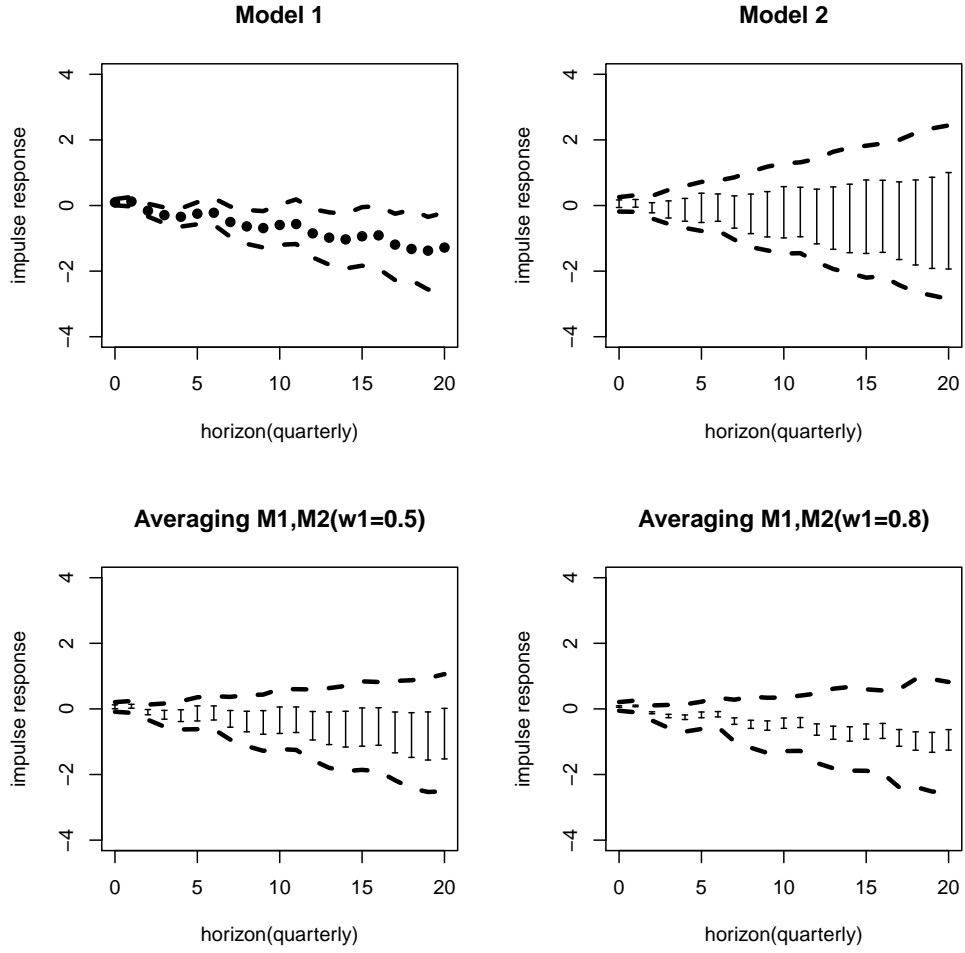 Model 1
impulse response
4
2
0
−2
−4
0 5 10 15 20
horizon(quarterly)
Model 2
impulse response
4
2
0
−2
−4
0 5 10 15 20
horizon(quarterly)
Averaging M1,M2(w1=0.5)
impulse response
4
2
0
−2
−4
0 5 10 15 20
horizon(quarterly)
Averaging M1,M2(w1=0.8)
impulse response
4
2
0
−2
−4
0 5 10 15 20
horizon(quarterly)